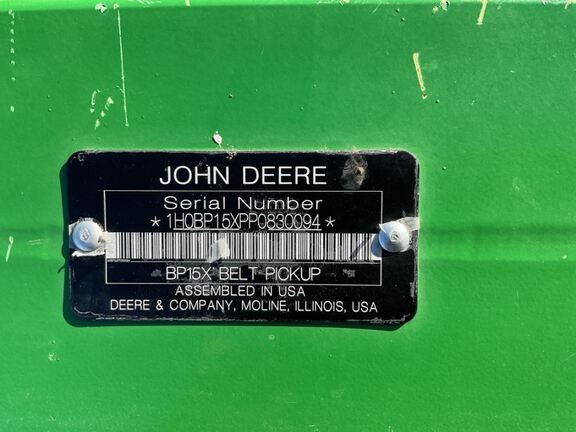 JOHN DEERE
Serial Number
*1H0BP15XPP0830094*
BP15X BELT PICKUP
ASSEMBLED IN USA
DEERE & COMPANY, MOLINE, ILLINOIS, USA